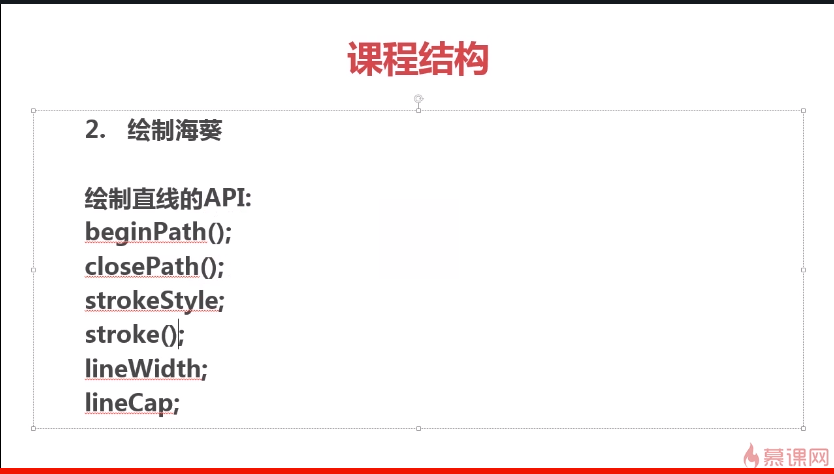 课程结构
2. 绘制海葵
绘制直线的API:
beginPath();
closePath();
strokeStyle;
stroke();
lineWidth;
lineCap;
慕课网